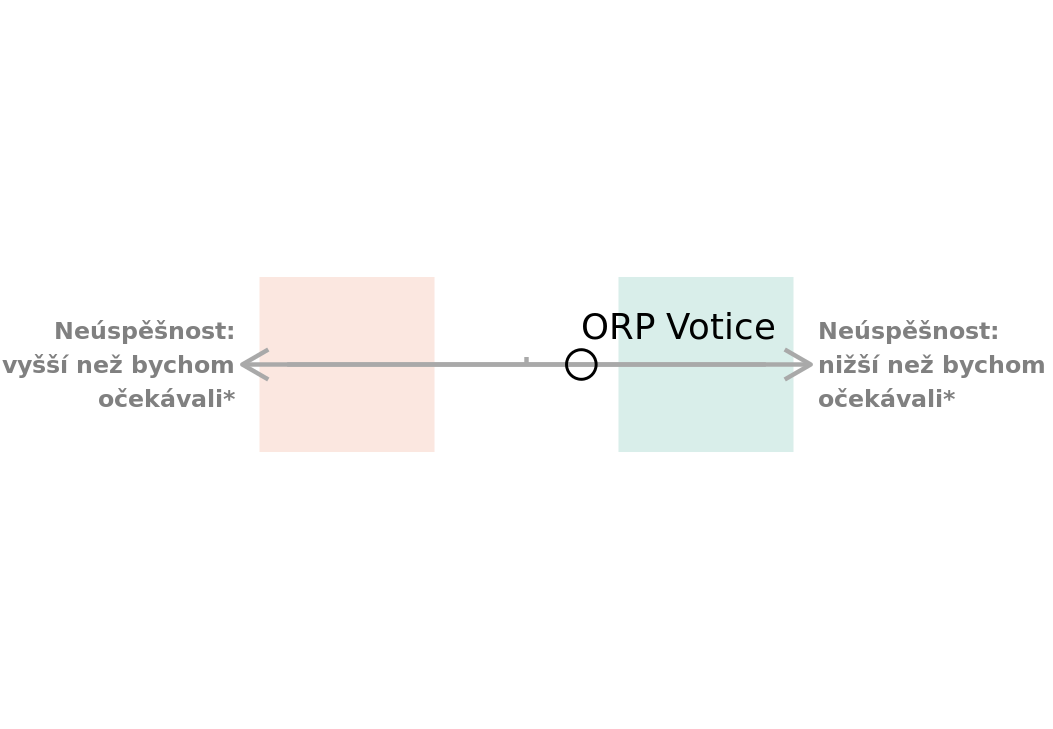 ORP Votice
Neúspěšnost:
vyšší než bychom
očekávali*
Neúspěšnost:
nižší než bychom
očekávali*